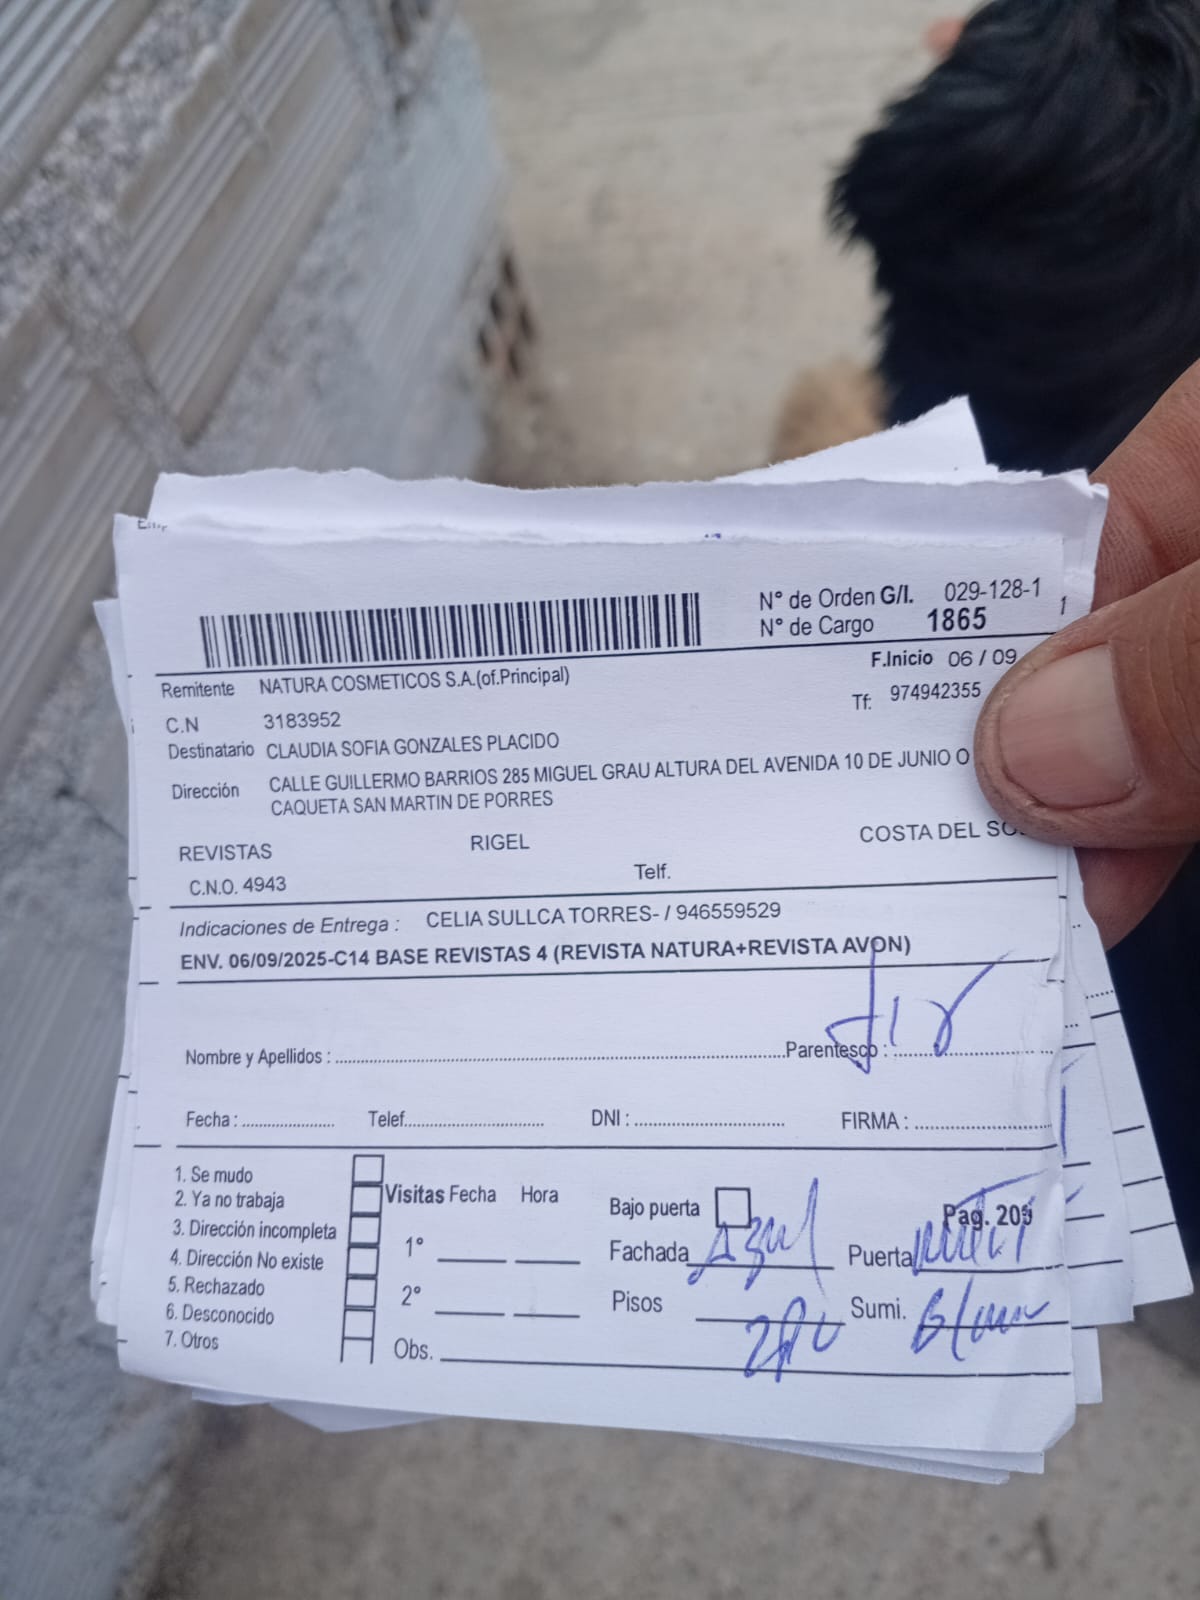 N° de Orden G/I. 029-128-1
N° de Cargo 1865
1
F.Inicio 06 / 09
Remitente NATURA COSMETICOS S.A.(of.Principal)
Tf: 974942355
C.N 3183952
Destinatario CLAUDIA SOFIA GONZALES PLACIDO
Dirección CALLE GUILLERMO BARRIOS 285 MIGUEL GRAU ALTURA DEL AVENIDA 10 DE JUNIO O
CAQUETA SAN MARTIN DE PORRES
REVISTAS RIGEL COSTA DEL
C.N.O. 4943 Telf.
Indicaciones de Entrega : CELIA SULLCA TORRES- / 946559529
ENV. 06/09/2025-C14 BASE REVISTAS 4 (REVISTA NATURA+REVISTA AVON)
Nombre y Apellidos : Parentesco :
Fecha : Telef. DNI : FIRMA :
1. Se mudo
2. Ya no trabaja
3. Dirección incompleta
4. Dirección No existe
5. Rechazado
6. Desconocido
7. Otros
Visitas Fecha Hora
1°
2°
Obs.
Bajo puerta Pag. 209
Fachada Azul Puerta
Pisos Sumi.